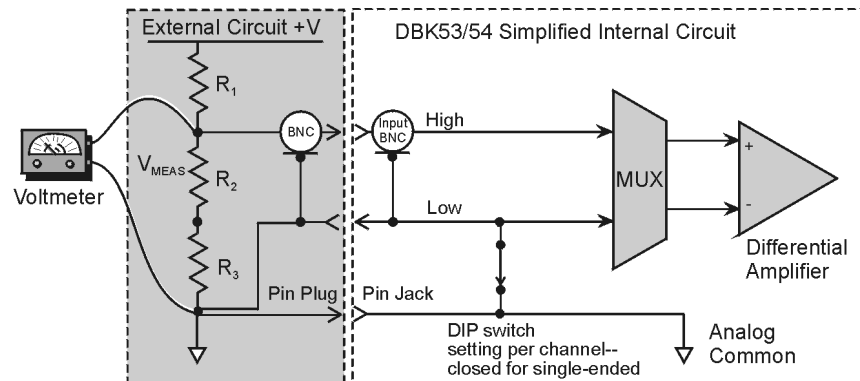 External Circuit +V
DBK53/54 Simplified Internal Circuit
R1
BNC
Input
BNC
High
VMEAS
R2
MUX
+
-
Voltmeter
Low
R3
Differential
Amplifier
Pin Plug
Pin Jack
DIP switch
setting per channel--
closed for single-ended
Analog
Common